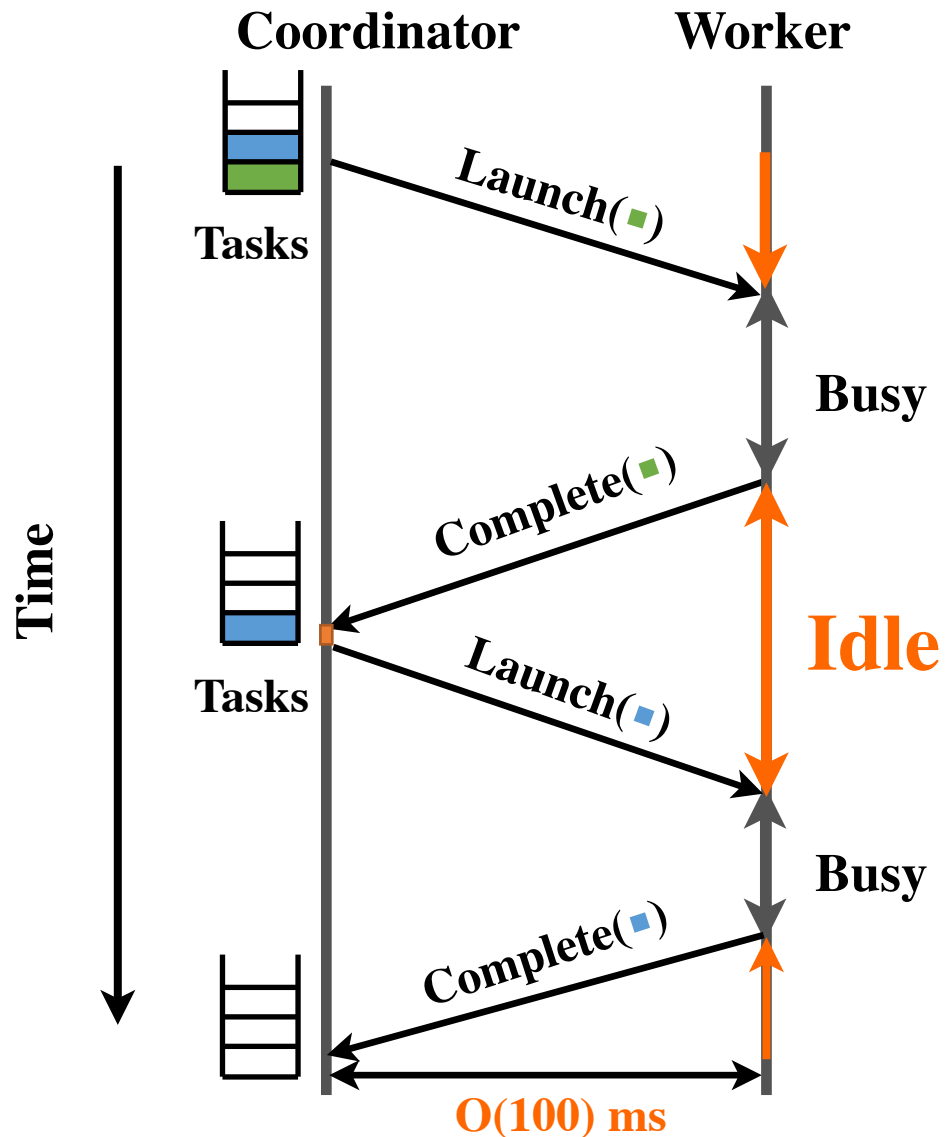 Coordinator
Worker
Launch(■)
Tasks
Busy
Complete(■)
Time
Idle
Launch(■)
Tasks
Busy
Complete(■)
O(100) ms